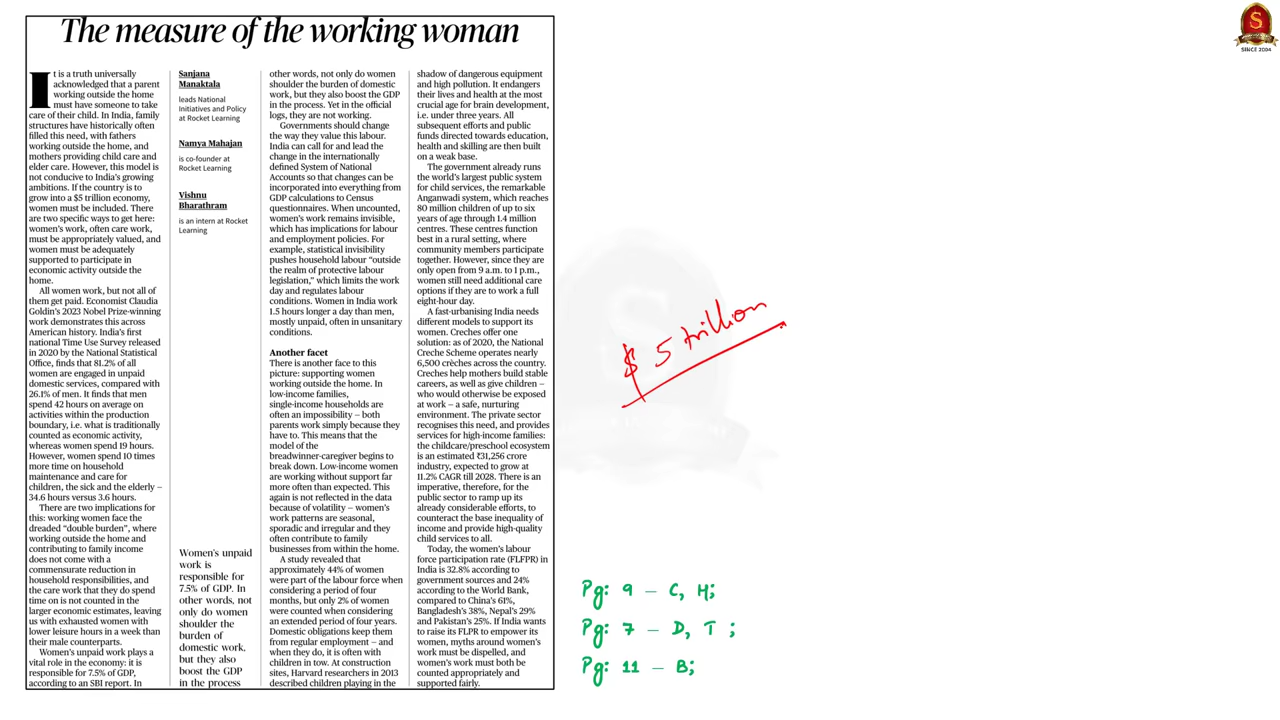 The measure of the working woman
It is a truth universally
acknowledged that a parent
working outside the home
must have someone to take
care of their child. In India, family
structures have historically often
filled this need, with fathers
working outside the home, and
mothers providing child care and
elder care. However, this model is
not conducive to India's growing
ambitions. If the country is to
grow into a $5 trillion economy,
women must be included. There
are two specific ways to get here:
women's work, often care work,
must be appropriately valued, and
women must be adequately
supported to participate in
economic activity outside the
home.
All women work, but not all of
them get paid. Economist Claudia
Goldin's 2023 Nobel Prize-winning
work demonstrates this across
American history. India's first
national Time Use Survey released
in 2020 by the National Statistical
Office, finds that 81.2% of all
women are engaged in unpaid
domestic services, compared with
26.1% of men. It finds that men
spend 42 hours on average on
activities within the production
boundary, i.e. what is traditionally
counted as economic activity,
whereas women spend 19 hours.
However, women spend 10 times
more time on household
maintenance and care for
children, the sick and the elderly –
34.6 hours versus 3.6 hours.
There are two implications for
this: working women face the
dreaded "double burden", where
working outside the home and
contributing to family income
does not come with a
commensurate reduction in
household responsibilities, and
the care work that they do spend
time on is not counted in the
larger economic estimates, leaving
us with exhausted women with
lower leisure hours in a week than
their male counterparts.
Women's unpaid work plays a
vital role in the economy: it is
responsible for 7.5% of GDP,
according to an SBI report. In
Sanjana
Manaktala
leads National
Initiatives and Policy
at Rocket Learning
Namya Mahajan
is co-founder at
Rocket Learning
Vishnu
Bharathram
is an intern at Rocket
Learning
Women's unpaid
work is
responsible for
7.5% of GDP. In
other words, not
only do women
shoulder the
burden of
domestic work,
but they also
boost the GDP
in the process
other words, not only do women
shoulder the burden of domestic
work, but they also boost the GDP
in the process. Yet in the official
logs, they are not working.
Governments should change
the way they value this labour.
India can call for and lead the
change in the internationally
defined System of National
Accounts so that changes can be
incorporated into everything from
GDP calculations to Census
questionnaires. When uncounted,
women's work remains invisible,
which has implications for labour
and employment policies. For
example, statistical invisibility
pushes household labour "outside
the realm of protective labour
legislation," which limits the work
day and regulates labour
conditions. Women in India work
1.5 hours longer a day than men,
mostly unpaid, often in unsanitary
conditions.
Another facet
There is another face to this
picture: supporting women
working outside the home. In
low-income families,
single-income households are
often an impossibility – both
parents work simply because they
have to. This means that the
model of the
breadwinner-caregiver begins to
break down. Low-income women
are working without support far
more often than expected. This
again is not reflected in the data
because of volatility – women's
work patterns are seasonal,
sporadic and irregular and they
often contribute to family
businesses from within the home.
A study revealed that
approximately 44% of women
were part of the labour force when
considering a period of four
months, but only 2% of women
were counted when considering
an extended period of four years.
Domestic obligations keep them
from regular employment – and
when they do, it is often with
children in tow. At construction
sites, Harvard researchers in 2013
described children playing in the
shadow of dangerous equipment
and high pollution. It endangers
their lives and health at the most
crucial age for brain development,
i.e. under three years. All
subsequent efforts and public
funds directed towards education,
health and skilling are then built
on a weak base.
The government already runs
the world's largest public system
for child services, the remarkable
Anganwadi system, which reaches
80 million children of up to six
years of age through 1.4 million
centres. These centres function
best in a rural setting, where
community members participate
together. However, since they are
only open from 9 a.m. to 1 p.m.,
women still need additional care
options if they are to work a full
eight-hour day.
A fast-urbanising India needs
different models to support its
women. Creches offer one
solution: as of 2020, the National
Creche Scheme operates nearly
6,500 crèches across the country.
Creches help mothers build stable
careers, as well as give children –
who would otherwise be exposed
at work – a safe, nurturing
environment. The private sector
recognises this need, and provides
services for high-income families:
the childcare/preschool ecosystem
is an estimated ₹31,256 crore
industry, expected to grow at
11.2% CAGR till 2028. There is an
imperative, therefore, for the
public sector to ramp up its
already considerable efforts, to
counteract the base inequality of
income and provide high-quality
child services to all.
Today, the women's labour
force participation rate (FLFPR) in
India is 32.8% according to
government sources and 24%
according to the World Bank,
compared to China's 61%,
Bangladesh's 38%, Nepal's 29%
and Pakistan's 25%. If India wants
to raise its FLPR to empower its
women, myths around women's
work must be dispelled, and
women's work must both be
counted appropriately and
supported fairly.
$ 5 trillion
Pg: 9 – C, H;
Pg: 7 – D, T ;
Pg: 11 – B;
S
SINCE 2004